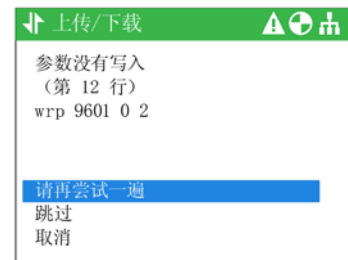 上传/下载
参数没有写入
（第 12 行）
wrp 9601 0 2
请再尝试一遍
跳过
取消